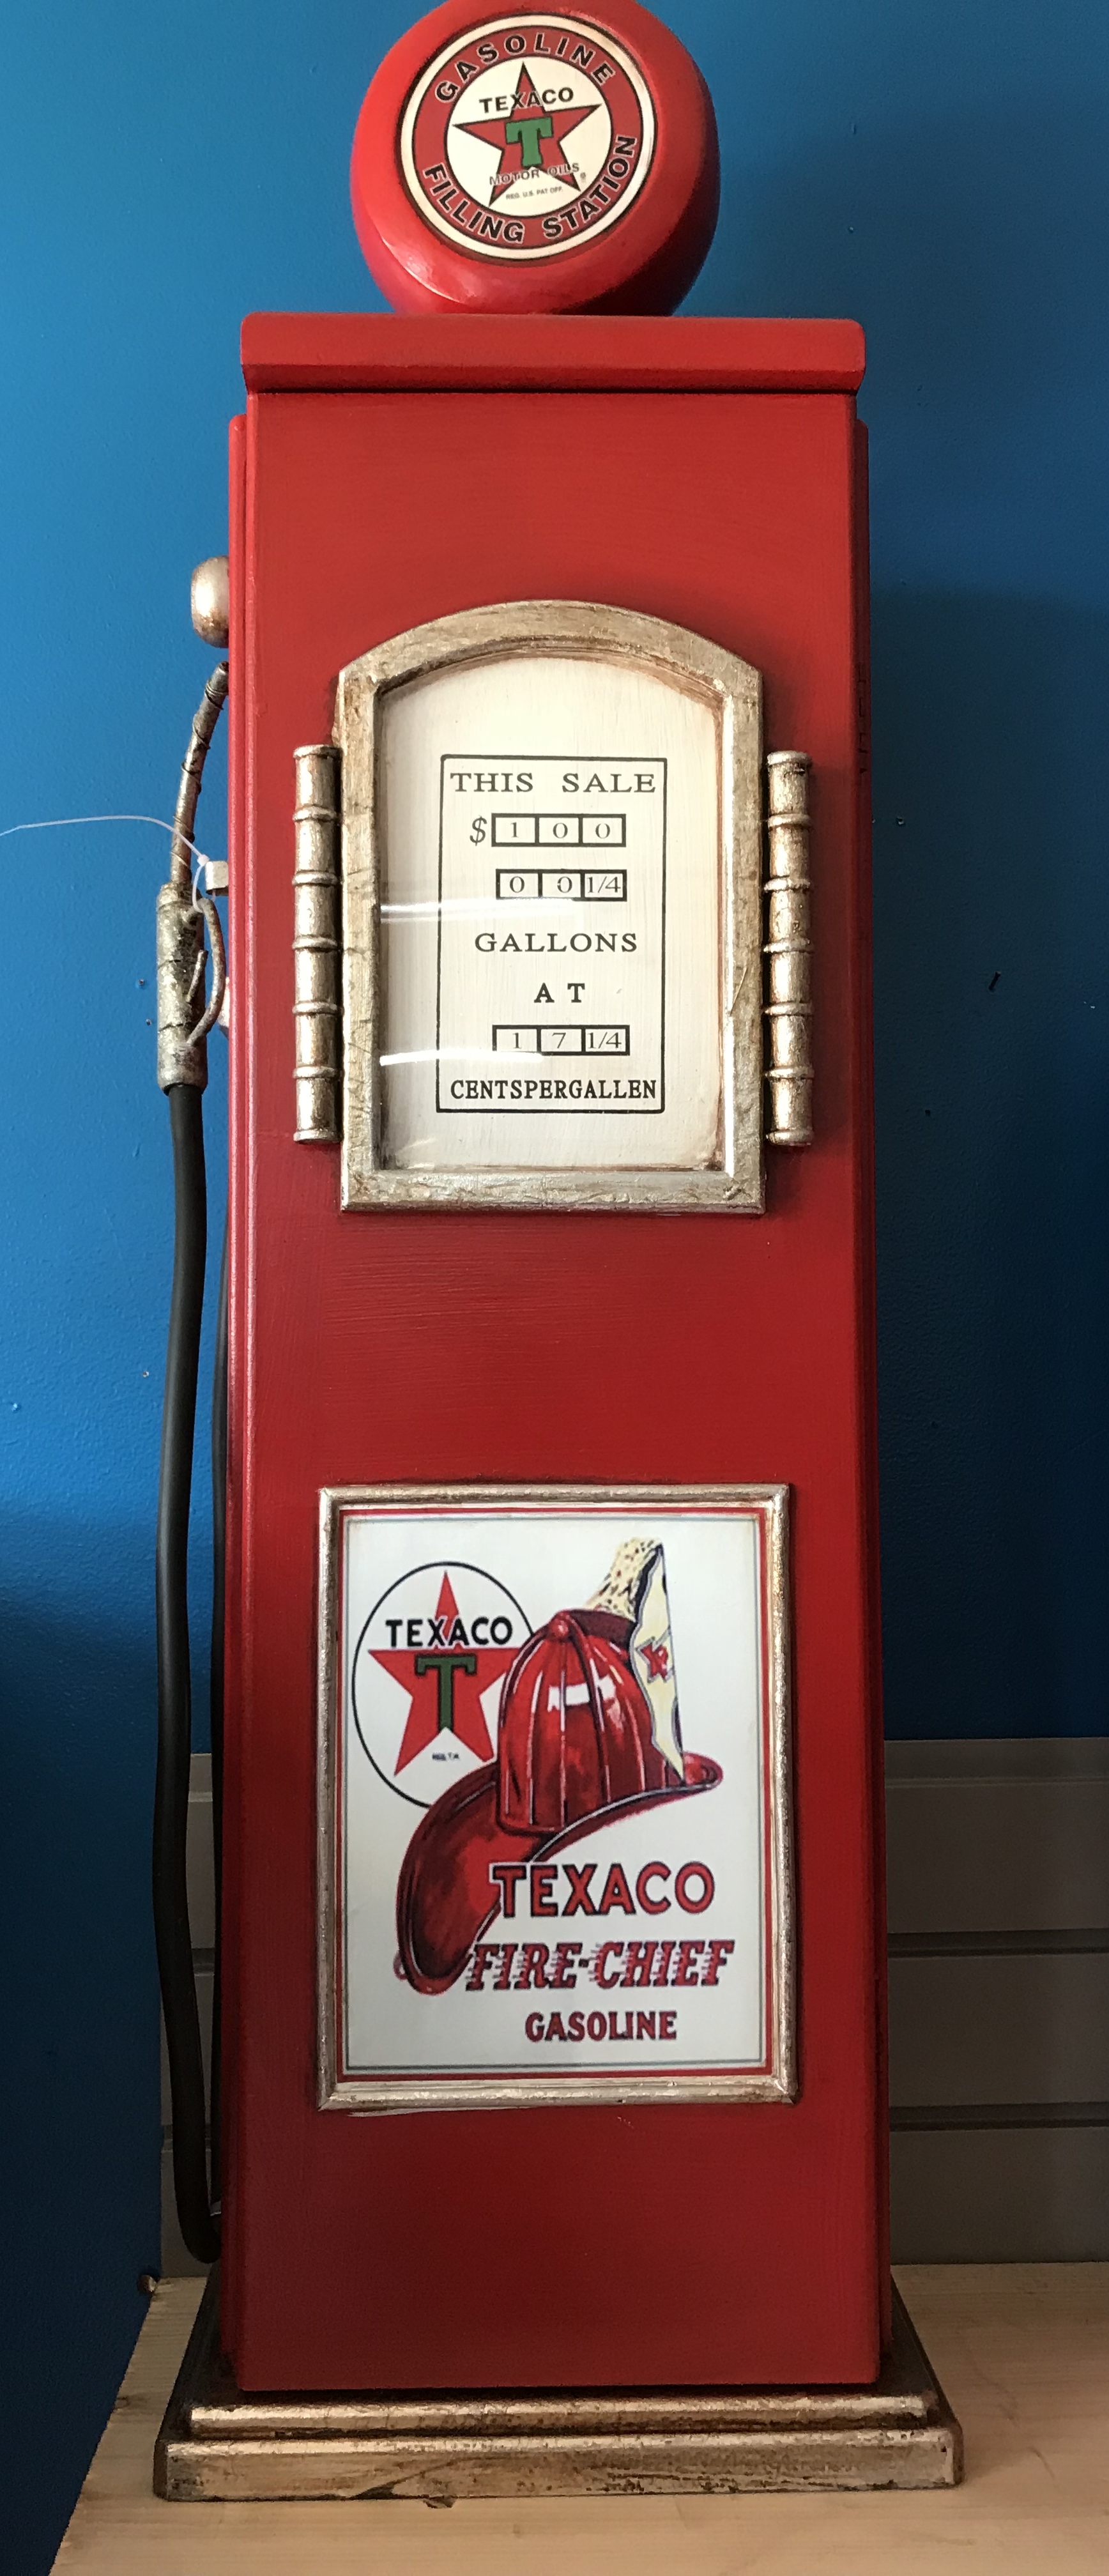 GASOLINE
TEXACO
T
MOTOR OILS®
REG. U.S. PAT. OFF.
FILLING STATION
THIS SALE
$ 1 0 0
0 0 1/4
GALLONS
AT
1 7 1/4
CENTSPERGALLEN
TEXACO
T
REG. T.M.
TEXACO
FIRE-CHIEF
GASOLINE